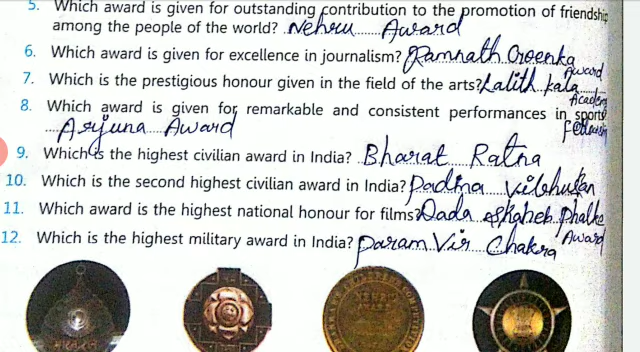 5. Which award is given for outstanding contribution to the promotion of friendship
among the people of the world? Nehru Award
6. Which award is given for excellence in journalism? Ramnath Goenka
Award
7. Which is the prestigious honour given in the field of the arts? Lalith kala
Academy
8. Which award is given for remarkable and consistent performances in sports
Arjuna Award
9. Which is the highest civilian award in India? Bharat Ratna
10. Which is the second highest civilian award in India? Padma Vibhushan
11. Which award is the highest national honour for films? Dada Phalke
Award
12. Which is the highest military award in India? Param Vir Chakra